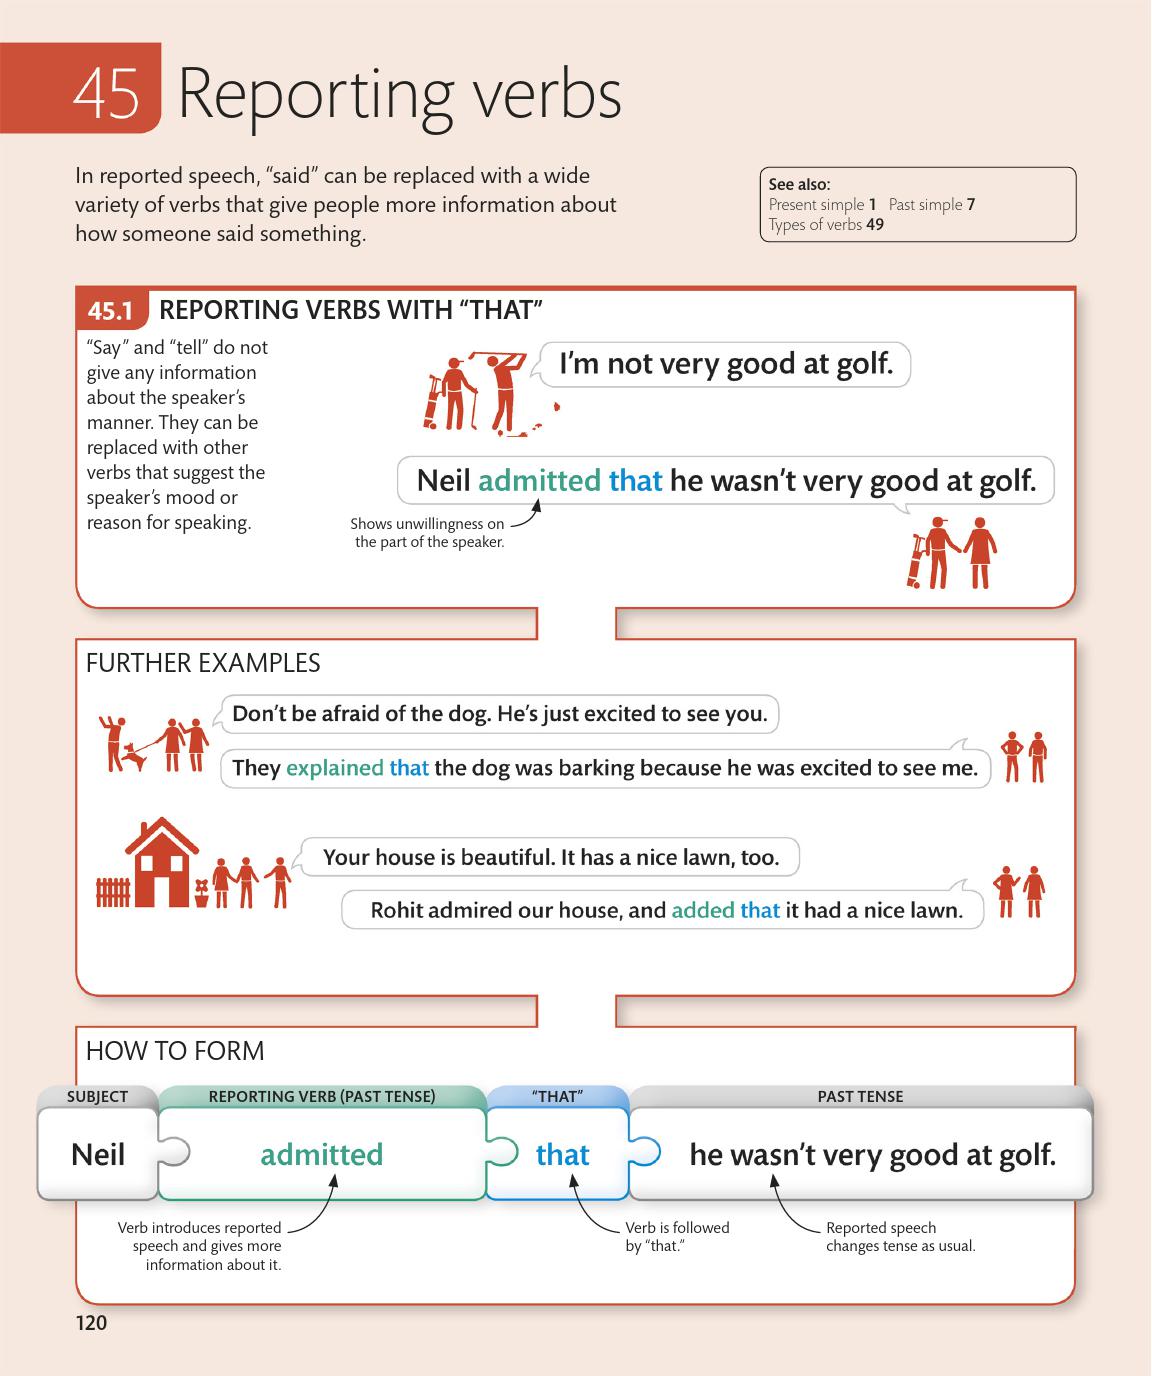 45 Reporting verbs
In reported speech, “said” can be replaced with a wide
variety of verbs that give people more information about
how someone said something.
See also:
Present simple 1 Past simple 7
Types of verbs 49
45.1 REPORTING VERBS WITH “THAT”
“Say” and “tell” do not
give any information
about the speaker’s
manner. They can be
replaced with other
verbs that suggest the
speaker’s mood or
reason for speaking.
I’m not very good at golf.
Neil admitted that he wasn’t very good at golf.
Shows unwillingness on
the part of the speaker.
FURTHER EXAMPLES
Don’t be afraid of the dog. He’s just excited to see you.
They explained that the dog was barking because he was excited to see me.
Your house is beautiful. It has a nice lawn, too.
Rohit admired our house, and added that it had a nice lawn.
HOW TO FORM
SUBJECT REPORTING VERB (PAST TENSE) “THAT” PAST TENSE
Neil admitted that he wasn’t very good at golf.
Verb introduces reported
speech and gives more
information about it.
Verb is followed
by “that.”
Reported speech
changes tense as usual.
120